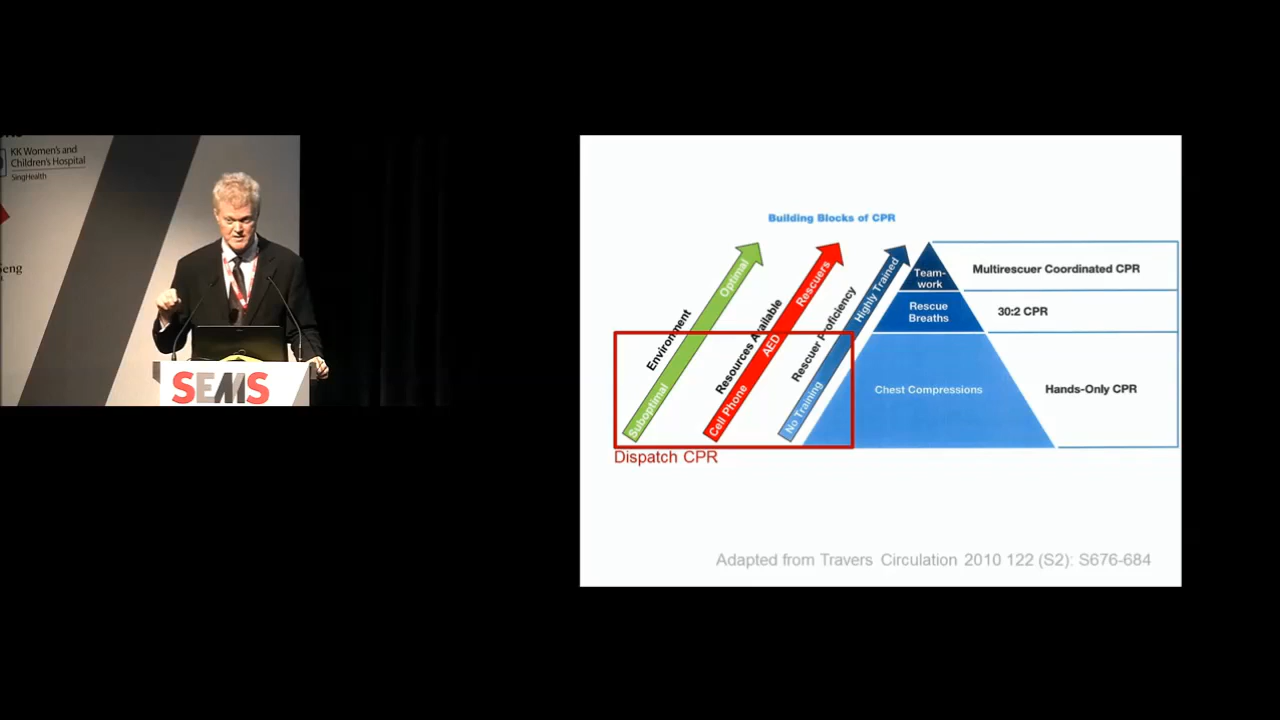 KK Women's and
Children's Hospital
SingHealth
SEMS
Building Blocks of CPR
Environment
Suboptimal
Optimal
Resources Available
Cell Phone
AED
Rescuers
Rescuer Proficiency
No Training
Highly Trained
Team-
work
Multirescuer Coordinated CPR
Rescue
Breaths
30:2 CPR
Chest Compressions
Hands-Only CPR
Dispatch CPR
Adapted from Travers Circulation 2010 122 (S2): S676-684